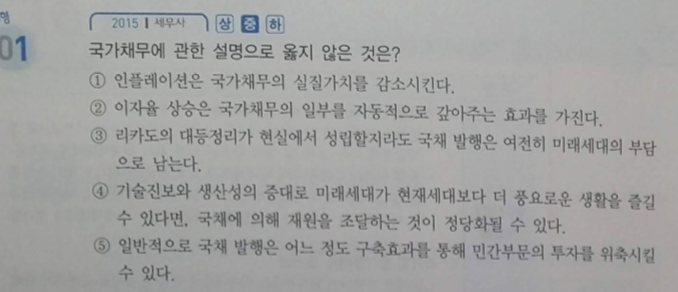 형
01
2015 | 세무사 상 중 하
국가채무에 관한 설명으로 옳지 않은 것은?
① 인플레이션은 국가채무의 실질가치를 감소시킨다.
② 이자율 상승은 국가채무의 일부를 자동적으로 갚아주는 효과를 가진다.
③ 리카도의 대등정리가 현실에서 성립할지라도 국채 발행은 여전히 미래세대의 부담
으로 남는다.
④ 기술진보와 생산성의 증대로 미래세대가 현재세대보다 더 풍요로운 생활을 즐길
수 있다면, 국채에 의해 재원을 조달하는 것이 정당화될 수 있다.
⑤ 일반적으로 국채 발행은 어느 정도 구축효과를 통해 민간부문의 투자를 위축시킬
수 있다.